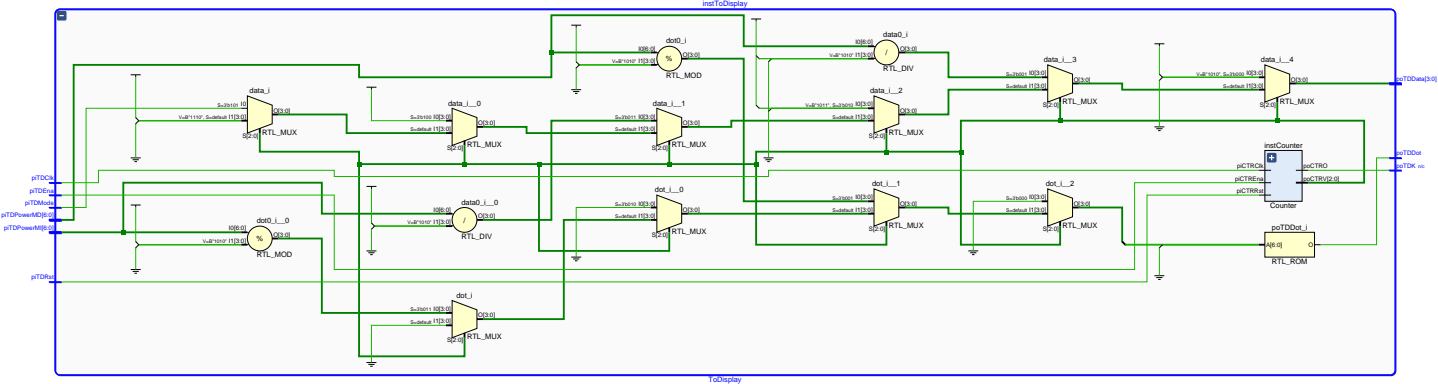 instToDisplay
data0_i
I0[6:0]
V=B"1010" I1[3:0]
O[3:0]
/
RTL_DIV
dot0_i
I0[6:0]
V=B"1010" I1[3:0]
O[3:0]
%
RTL_MOD
data_i__3
S=3'b001 I0[3:0]
S=default I1[3:0]
S[2:0]
O[3:0]
RTL_MUX
data_i__4
V=B"1010", S=3'b000 I0[3:0]
S=default I1[3:0]
S[2:0]
O[3:0]
RTL_MUX
poTDData[3:0]
data_i
S=3'b101 I0
V=B"1110", S=default I1[3:0]
S[2:0]
O[3:0]
RTL_MUX
data_i__0
S=3'b100 I0[3:0]
S=default I1[3:0]
S[2:0]
O[3:0]
RTL_MUX
data_i__1
S=3'b011 I0[3:0]
S=default I1[3:0]
S[2:0]
O[3:0]
RTL_MUX
data_i__2
V=B"1011", S=3'b010 I0[3:0]
S=default I1[3:0]
S[2:0]
O[3:0]
RTL_MUX
instCounter
piCTRClk
piCTREna
piCTRRst
poCTRO
poCTRV[2:0]
Counter
poTDDot
poTDK n/c
piTDClk
piTDEna
piTDMode
piTDPowerMD[6:0]
piTDPowerMI[6:0]
piTDRst
dot0_i__0
I0[6:0]
V=B"1010" I1[3:0]
O[3:0]
%
RTL_MOD
data0_i__0
I0[6:0]
V=B"1010" I1[3:0]
O[3:0]
/
RTL_DIV
dot_i__0
S=3'b010 I0[3:0]
S=default I1[3:0]
S[2:0]
O[3:0]
RTL_MUX
dot_i__1
S=3'b001 I0[3:0]
S=default I1[3:0]
S[2:0]
O[3:0]
RTL_MUX
dot_i__2
S=3'b000 I0[3:0]
S=default I1[3:0]
S[2:0]
O[3:0]
RTL_MUX
poTDDot_i
A[6:0]
O
RTL_ROM
dot_i
S=3'b011 I0[3:0]
S=default I1[3:0]
S[2:0]
O[3:0]
RTL_MUX
ToDisplay